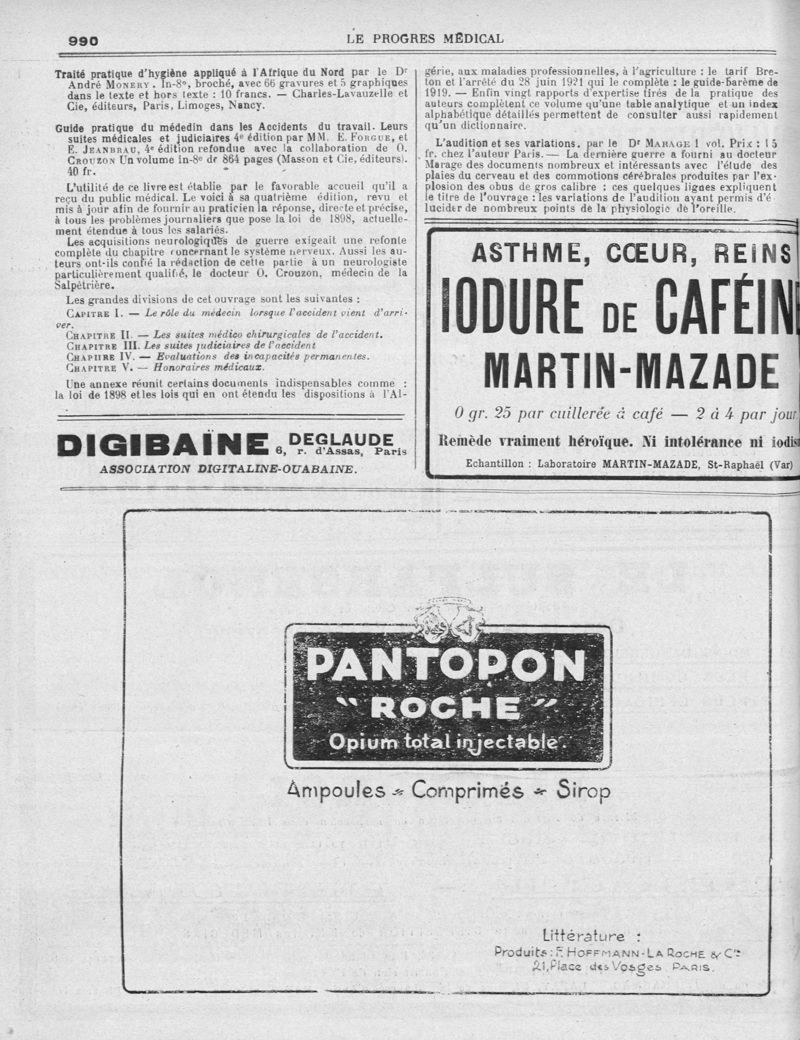 990
LE PROGRES MÉDICAL
Traité pratique d'hygiène appliqué à l'Afrique du Nord par le Dr
André MONERY. In-8°, broché, avec 66 gravures et 5 graphiques
dans le texte et hors texte : 10 francs. — Charles-Lavauzelle et
Cie, éditeurs, Paris, Limoges, Nancy.
Guide pratique du médedin dans les Accidents du travail. Leurs
suites médicales et judiciaires 4e édition par MM. E. FORGUE, et
E. JEANBRAU, 4e édition refondue avec la collaboration de O.
CROUZON Un volume in-8° dr 864 pages (Masson et Cie, éditeurs).
40 fr.
L'utilité de ce livre est établie par le favorable accueil qu'il a
reçu du public médical. Le voici à sa quatrième édition, revu et
mis à jour afin de fournir au praticien la réponse, directe et précise,
à tous les problèmes journaliers que pose la loi de 1898, actuelle-
ment étendue à tous les salariés.
Les acquisitions neurologiques de guerre exigeait une refonte
complète du chapitre concernant le système nerveux. Aussi les au-
teurs ont-ils confié la rédaction de cette partie à un neurologiste
particulièrement qualifié, le docteur O. Crouzon, médecin de la
Salpêtrière.
Les grandes divisions de cet ouvrage sont les suivantes :
CAPITRE I. — Le rôle du médecin lorsque l'accident vient d'arri-
ver.
CHAPITRE II. — Les suites médico chirurgicales de l'accident.
CHAPITRE III. Les suites judiciaires de l'accident
CHAPIIRE IV. — Evaluations des incapacités permanentes.
CHAPITRE V. — Honoraires médicaux.
Une annexe réunit certains documents indispensables comme :
la loi de 1898 et les lois qui en ont étendu les dispositions à l'Al-
DIGIBAÏNE DEGLAUDE
6, r. d'Assas, Paris
ASSOCIATION DIGITALINE-OUABAINE.
gérie, aux maladies professionnelles, à l'agriculture : le tarif Bre-
ton et l'arrêté du 28 juin 1921 qui le complète : le guide-barème de
1919. — Enfin vingt rapports d'expertise tirés de la pratique des
auteurs complètent ce volume qu'une table analytique et un index
alphabétique détaillés permettent de consulter aussi rapidement
qu'un dictionnaire.
L'audition et ses variations. par le Dr MARAGE 1 vol. Prix : 15
fr. chez l'auteur Paris. — La dernière guerre a fourni au docteur
Marage des documents nombreux et intéressants avec l'étude des
plaies du cerveau et des commotions cérébrales produites par l'ex-
plosion des obus de gros calibre : ces quelques lignes expliquent
le titre de l'ouvrage : les variations de l'audition ayant permis d'é
lucider de nombreux points de la physiologie de l'oreille.
ASTHME, CŒUR, REINS
IODURE DE CAFÉINE
MARTIN-MAZADE
0 gr. 25 par cuillerée à café — 2 à 4 par jour
Remède vraiment héroïque. Ni intolérance ni iodis
Echantillon : Laboratoire MARTIN-MAZADE, St-Raphaël (Var)
PANTOPON
"ROCHE"
Opium total injectable.
Ampoules - Comprimés - Sirop
Littérature :
Produits : F. HOFFMANN-LA ROCHE & Cie
21, Place des Vosges PARIS.